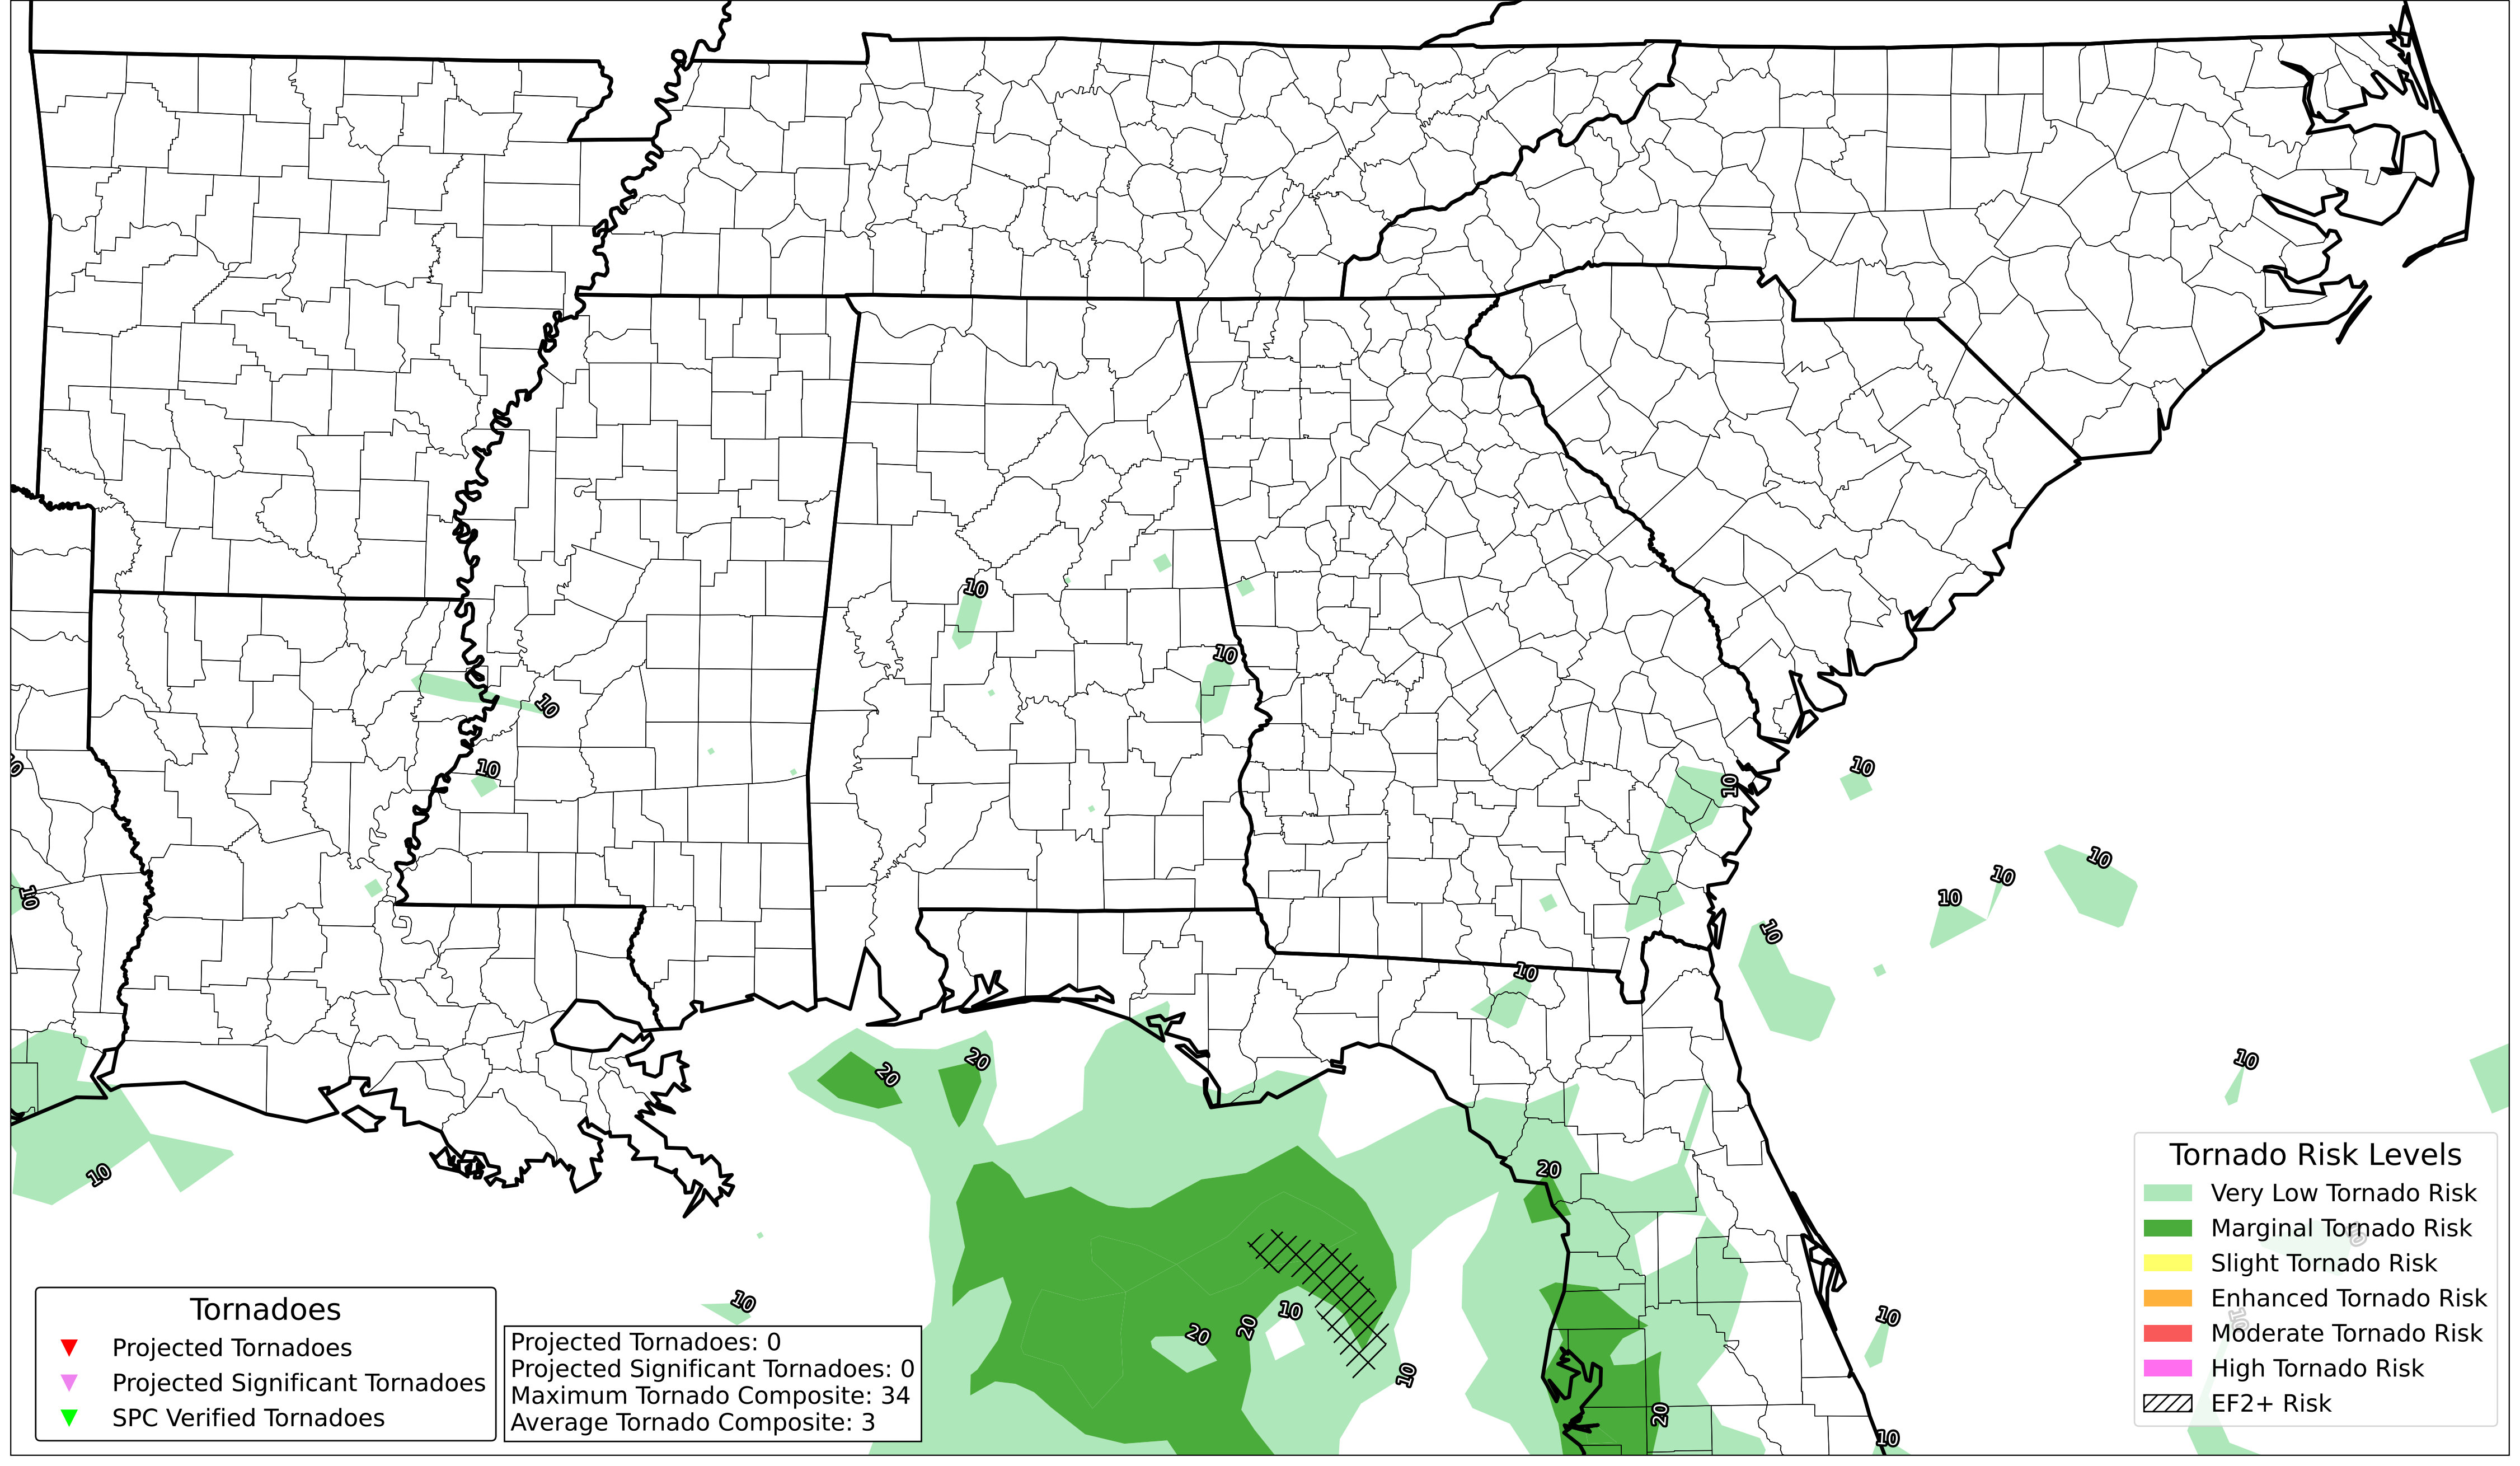 10
10
10
10
10
10
10
10
10
10
10
10
10
20
20
10
10
20
10
10
20
20
10
10
20
10
10
10
Tornadoes
Projected Tornadoes
Projected Significant Tornadoes
SPC Verified Tornadoes
Projected Tornadoes: 0
Projected Significant Tornadoes: 0
Maximum Tornado Composite: 34
Average Tornado Composite: 3
Tornado Risk Levels
Very Low Tornado Risk
Marginal Tornado Risk
Slight Tornado Risk
Enhanced Tornado Risk
Moderate Tornado Risk
High Tornado Risk
EF2+ Risk